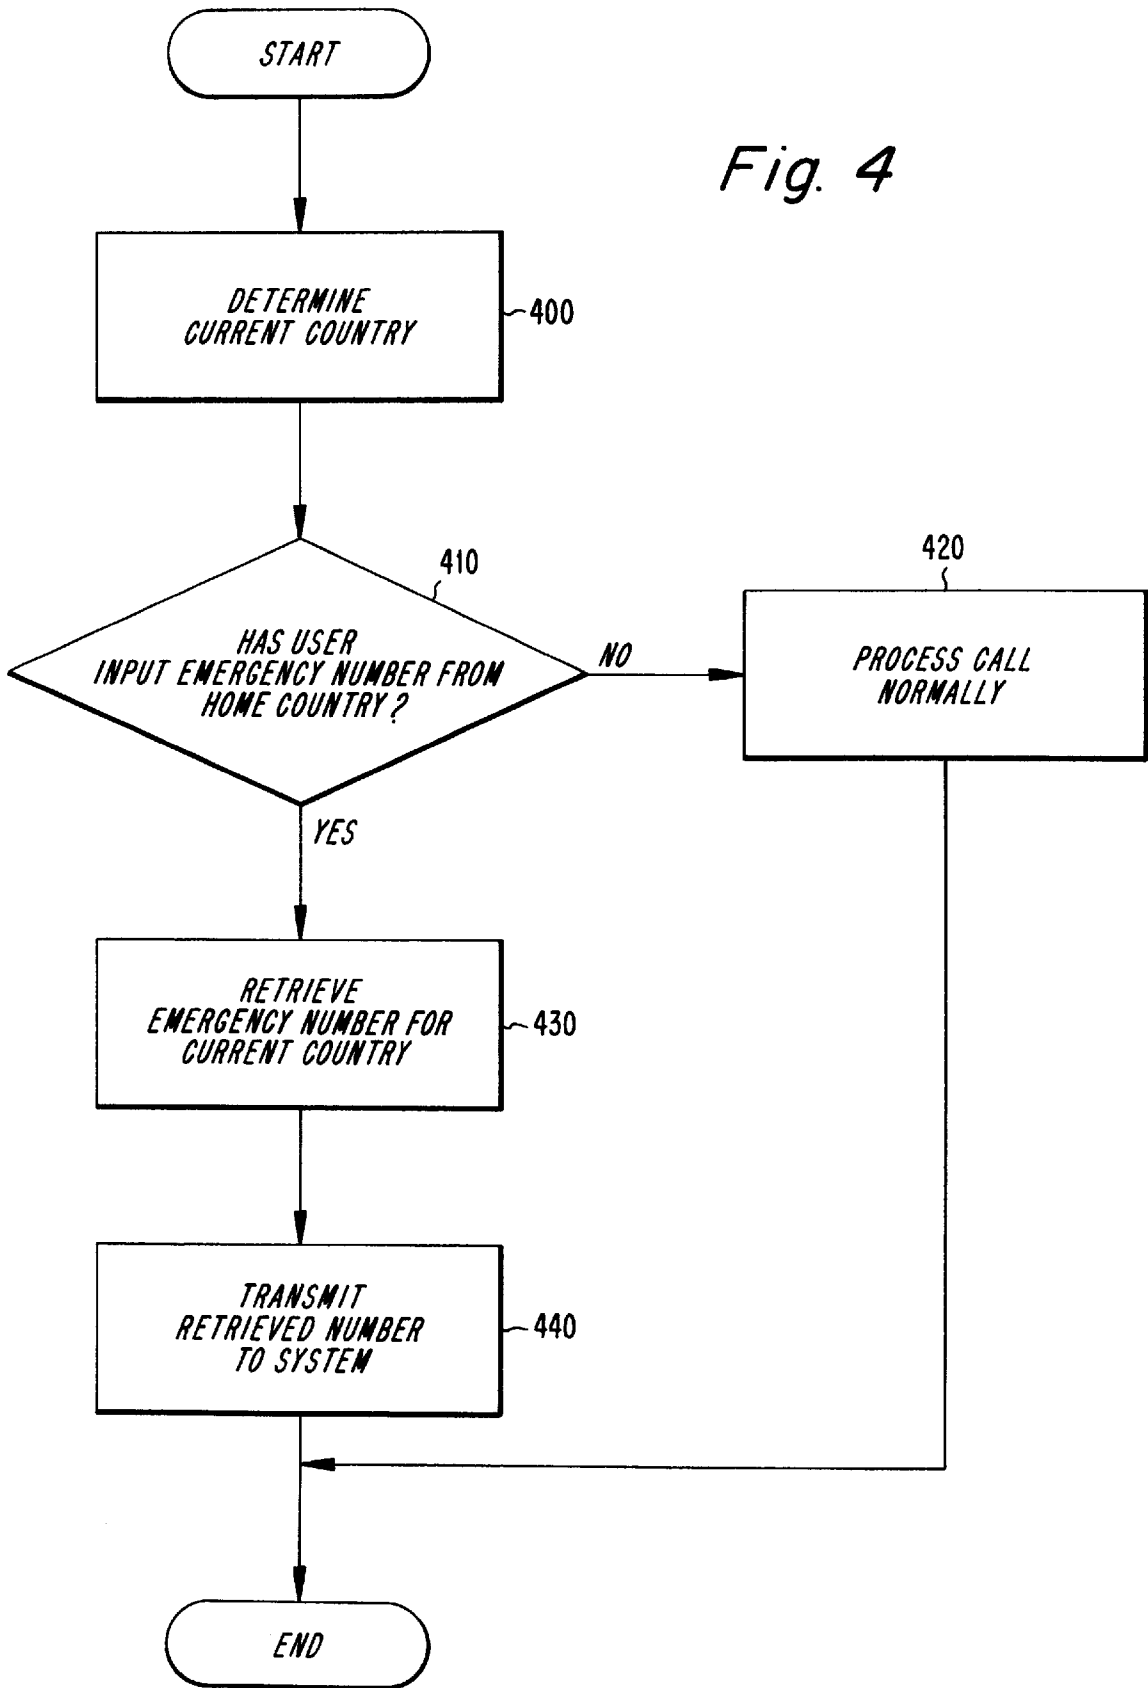 START
Fig. 4
DETERMINE
CURRENT COUNTRY
400
410
HAS USER
INPUT EMERGENCY NUMBER FROM
HOME COUNTRY?
NO
420
PROCESS CALL
NORMALLY
YES
RETRIEVE
EMERGENCY NUMBER FOR
CURRENT COUNTRY
430
TRANSMIT
RETRIEVED NUMBER
TO SYSTEM
440
END